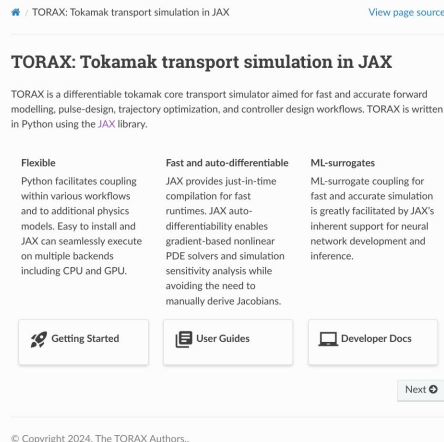 / TORAX: Tokamak transport simulation in JAX
View page source
TORAX: Tokamak transport simulation in JAX
TORAX is a differentiable tokamak core transport simulator aimed for fast and accurate forward
modelling, pulse-design, trajectory optimization, and controller design workflows. TORAX is written
in Python using the JAX library.
Flexible
Python facilitates coupling
within various workflows
and to additional physics
models. Easy to install and
JAX can seamlessly execute
on multiple backends
including CPU and GPU.
Fast and auto-differentiable
JAX provides just-in-time
compilation for fast
runtimes. JAX auto-
differentiability enables
gradient-based nonlinear
PDE solvers and simulation
sensitivity analysis while
avoiding the need to
manually derive Jacobians.
ML-surrogates
ML-surrogate coupling for
fast and accurate simulation
is greatly facilitated by JAX's
inherent support for neural
network development and
inference.
Getting Started
User Guides
Developer Docs
Next
© Copyright 2024, The TORAX Authors..